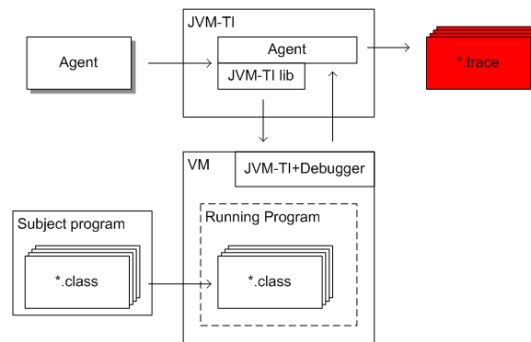 JVM-TI
Agent
Agent
JVM-TI lib
*.trace
VM
JVM-TI+Debugger
Subject program
Running Program
*.class
*.class